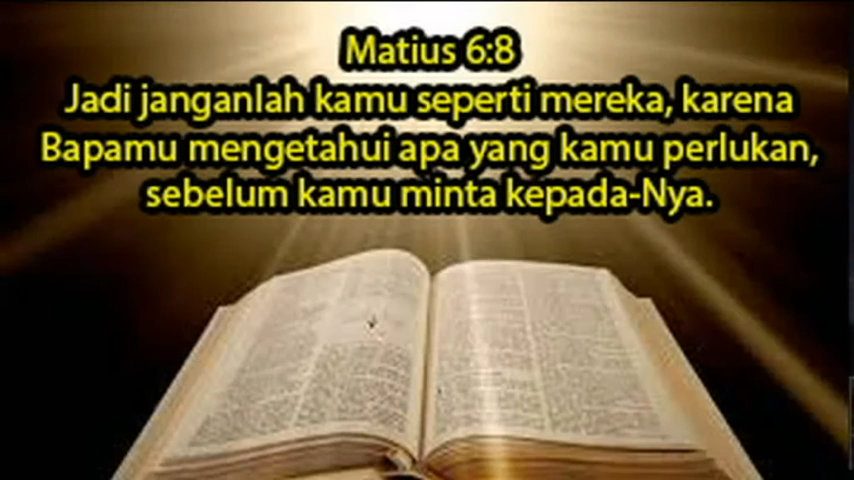 Matius 6:8
Jadi janganlah kamu seperti mereka, karena
Bapamu mengetahui apa yang kamu perlukan,
sebelum kamu minta kepada-Nya.